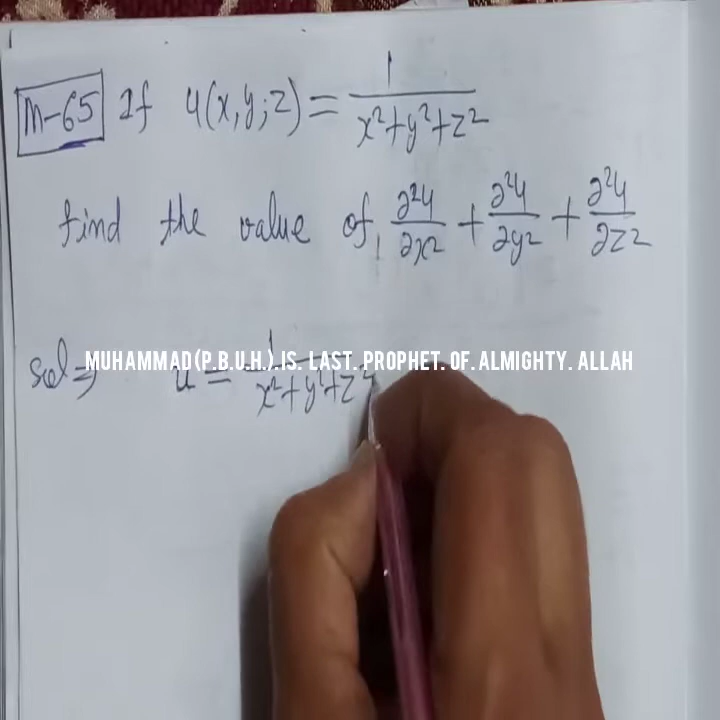 M-65 If u(x,y,z) = 1/(x²+y²+z²)
find the value of, ∂²u/∂x² + ∂²u/∂y² + ∂²u/∂z²
Sol⇒ u = 1/(x²+y²+z²)
MUHAMMAD(P.B.U.H.).IS. LAST. PROPHET. OF. ALMIGHTY. ALLAH